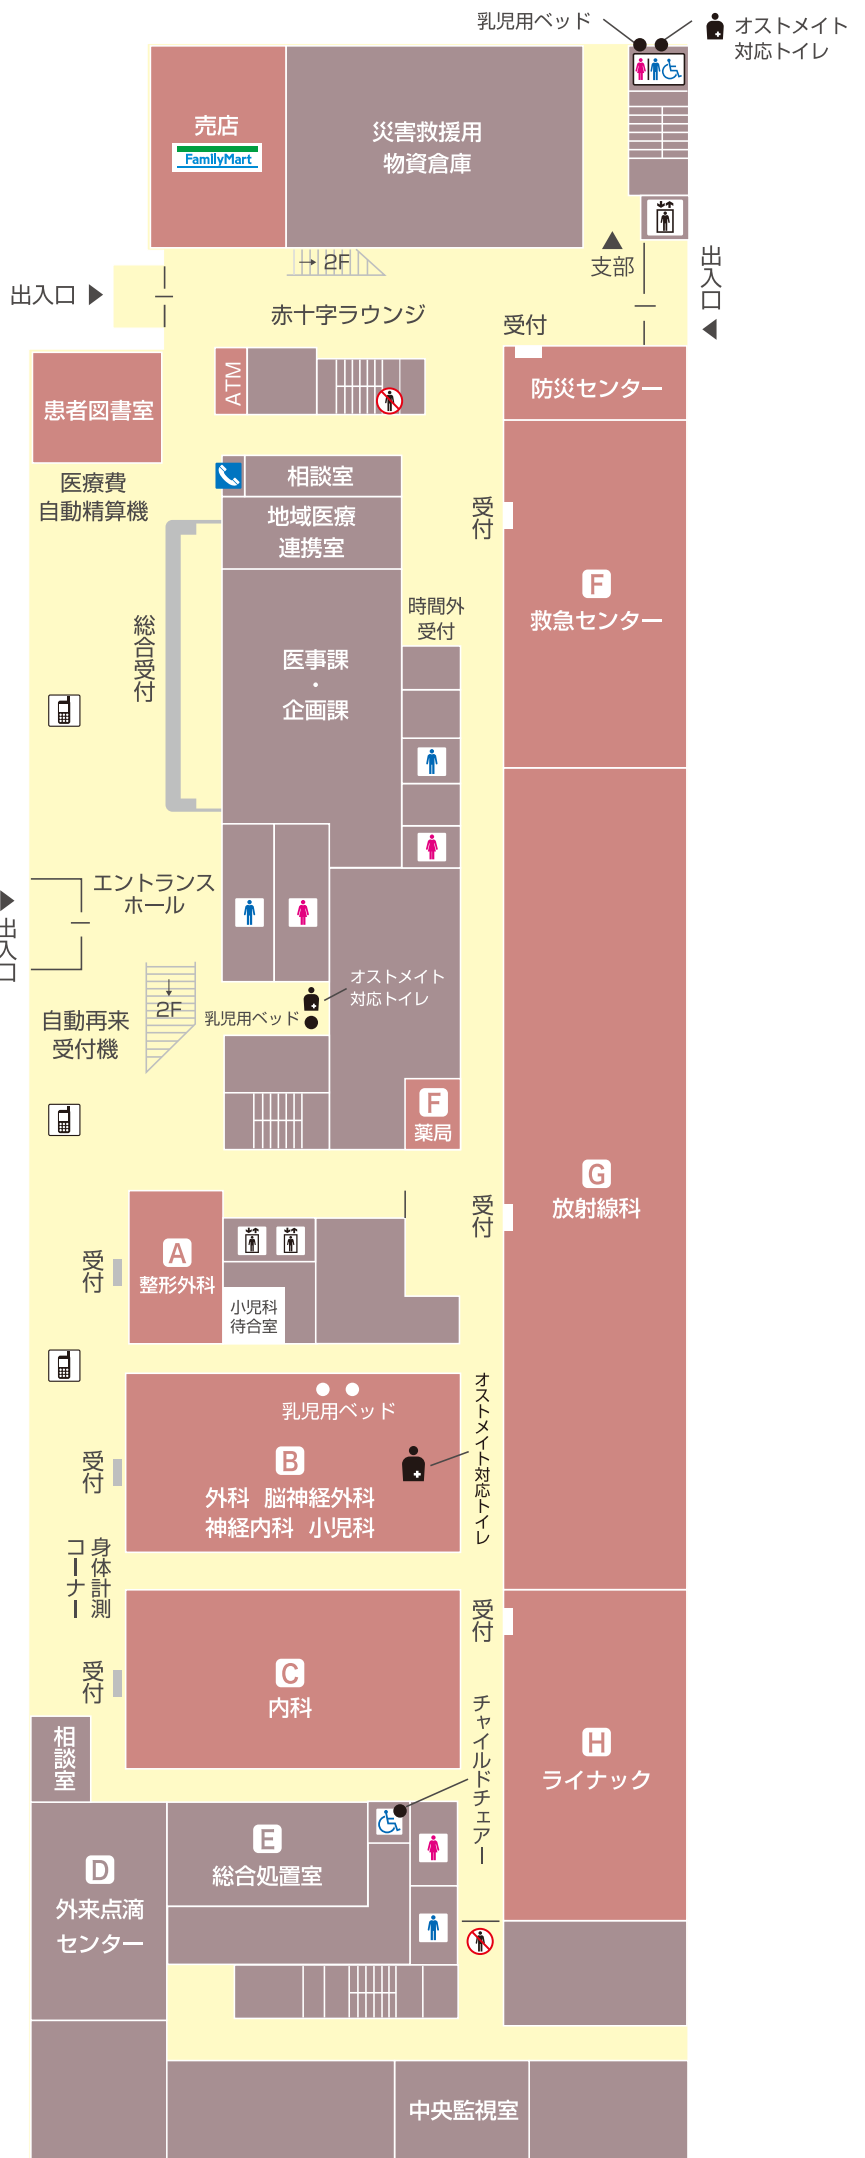 乳児用ベッド
オストメイト
対応トイレ
売店
FamilyMart
災害救援用
物資倉庫
2F
支部
出入口
出入口
赤十字ラウンジ
受付
ATM
防災センター
患者図書室
医療費
自動精算機
相談室
地域医療
連携室
受付
F
救急センター
時間外
受付
総合受付
医事課
・
企画課
エントランス
ホール
出入口
オストメイト
対応トイレ
乳児用ベッド
2F
自動再来
受付機
F
薬局
G
放射線科
受付
受付
A
整形外科
小児科
待合室
オストメイト対応トイレ
乳児用ベッド
受付
B
外科 脳神経外科
神経内科 小児科
身体計測
コーナー
受付
受付
C
内科
チャイルドチェアー
H
ライナック
相談室
E
総合処置室
D
外来点滴
センター
中央監視室